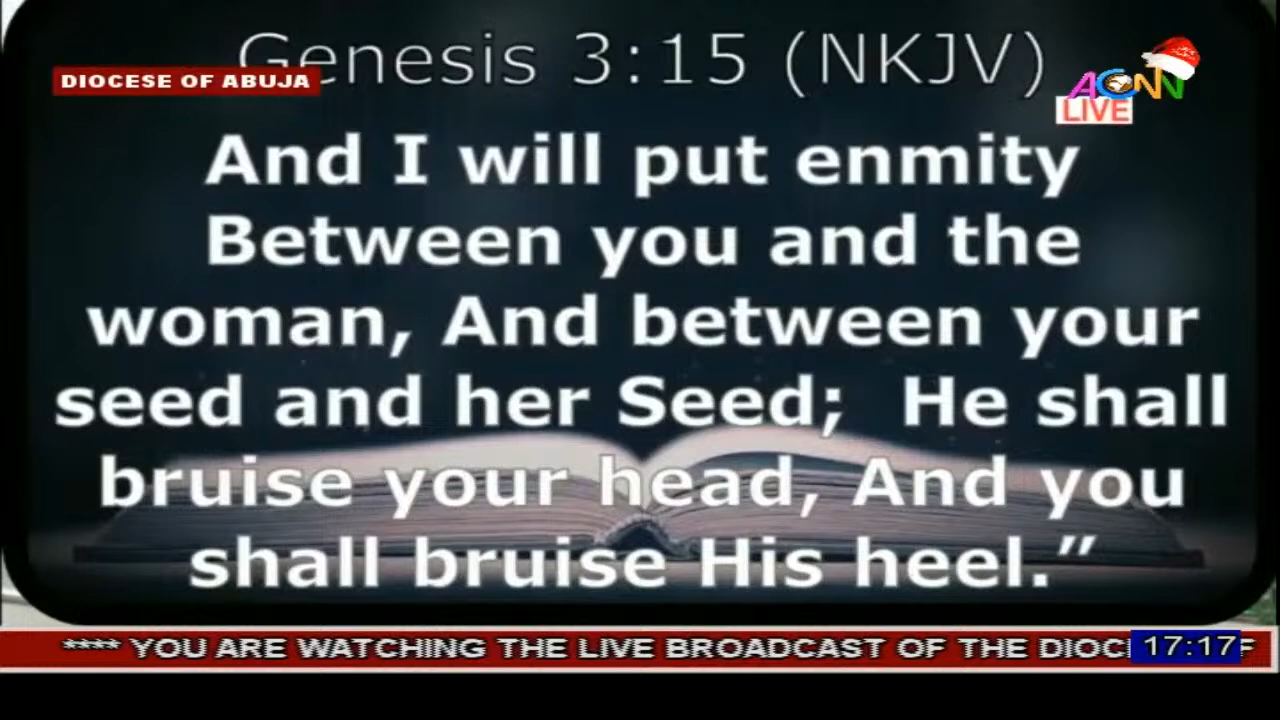 Genesis 3:15 (NKJV)
DIOCESE OF ABUJA
ACNN
LIVE
And I will put enmity
Between you and the
woman, And between your
seed and her Seed;  He shall
bruise your head, And you
shall bruise His heel.”
**** YOU ARE WATCHING THE LIVE BROADCAST OF THE DIOC
17:17
F